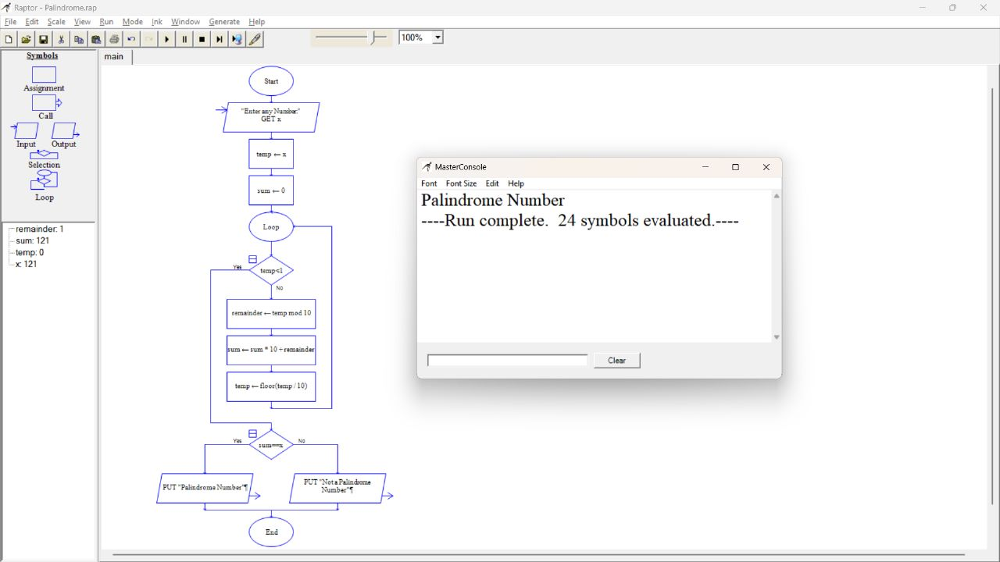 Raptor - Palindrome.rap
File Edit Scale View Run Mode Ink Window Generate Help
100%
Symbols
Assignment
Call
Input Output
Selection
Loop
remainder: 1
sum: 121
temp: 0
x: 121
main
Start
"Enter any Number."
GET x
temp ← x
sum ← 0
Loop
Yes temp<1
No
remainder ← temp mod 10
sum ← sum * 10 + remainder
temp ← floor(temp / 10)
Yes sum==x No
PUT "Palindrome Number"¶
PUT "Not a Palindrome
Number"¶
End
MasterConsole
Font Font Size Edit Help
Palindrome Number
----Run complete. 24 symbols evaluated.----
Clear